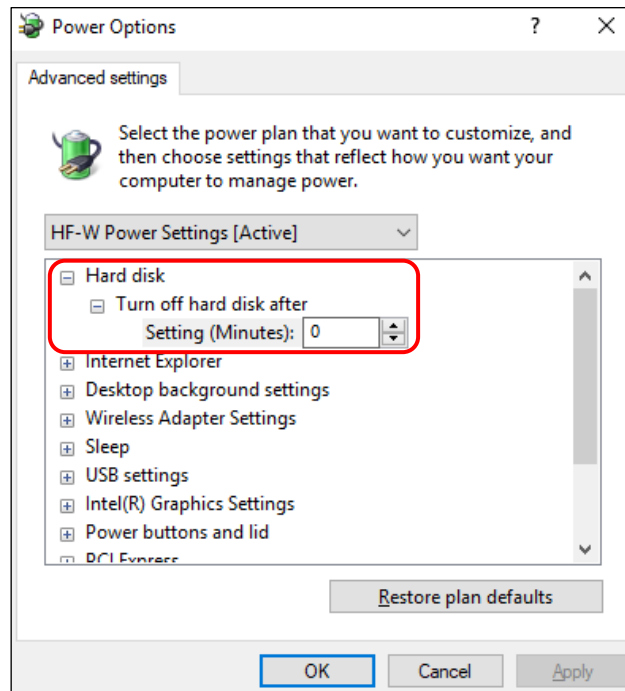 Power Options
?
Advanced settings
Select the power plan that you want to customize, and
then choose settings that reflect how you want your
computer to manage power.
HF-W Power Settings [Active]
Hard disk
Turn off hard disk after
Setting (Minutes): 0
Internet Explorer
Desktop background settings
Wireless Adapter Settings
Sleep
USB settings
Intel(R) Graphics Settings
Power buttons and lid
PCI Express
Restore plan defaults
OK Cancel Apply